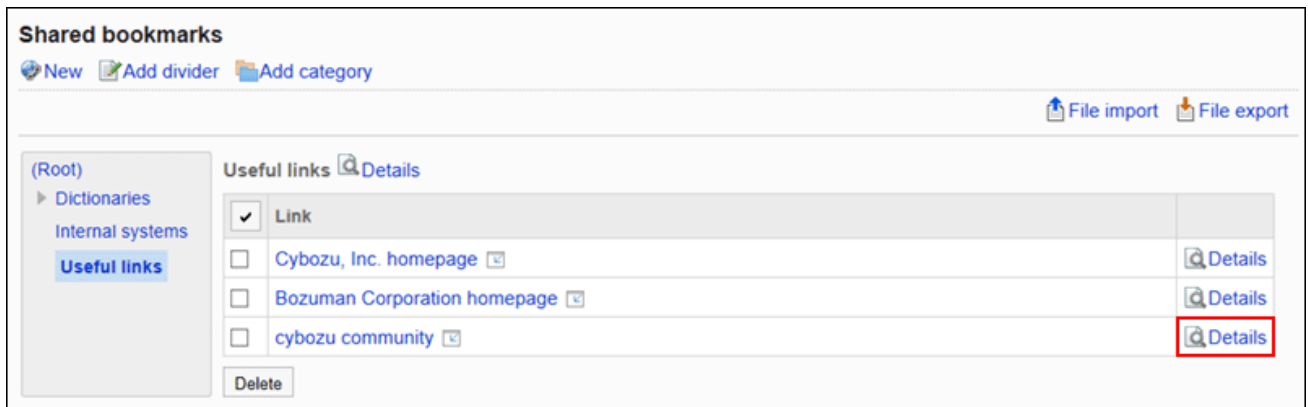 Shared bookmarks
New Add divider Add category
File import File export
(Root)
Dictionaries
Internal systems
Useful links
Useful links Details
Link
Cybozu, Inc. homepage Details
Bozuman Corporation homepage Details
cybozu community Details
Delete